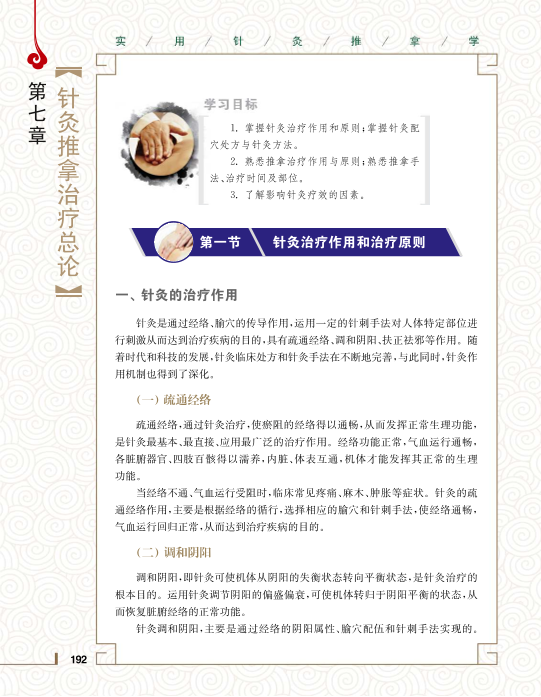 实 / 用 / 针 / 灸 / 推 / 拿 / 学
第七章
【针灸推拿治疗总论】
学习目标
1. 掌握针灸治疗作用和原则;掌握针灸配
穴处方与针灸方法。
2. 熟悉推拿治疗作用与原则;熟悉推拿手
法、治疗时间及部位。
3. 了解影响针灸疗效的因素。
第一节 针灸治疗作用和治疗原则
一、针灸的治疗作用
针灸是通过经络、腧穴的传导作用,运用一定的针刺手法对人体特定部位进
行刺激从而达到治疗疾病的目的,具有疏通经络、调和阴阳、扶正祛邪等作用。随
着时代和科技的发展,针灸临床处方和针灸手法在不断地完善,与此同时,针灸作
用机制也得到了深化。
(一) 疏通经络
疏通经络,通过针灸治疗,使瘀阻的经络得以通畅,从而发挥正常生理功能,
是针灸最基本、最直接、应用最广泛的治疗作用。经络功能正常,气血运行通畅,
各脏腑器官、四肢百骸得以濡养,内脏、体表互通,机体才能发挥其正常的生理
功能。
当经络不通、气血运行受阻时,临床常见疼痛、麻木、肿胀等症状。针灸的疏
通经络作用,主要是根据经络的循行,选择相应的腧穴和针刺手法,使经络通畅,
气血运行回归正常,从而达到治疗疾病的目的。
(二) 调和阴阳
调和阴阳,即针灸可使机体从阴阳的失衡状态转向平衡状态,是针灸治疗的
根本目的。运用针灸调节阴阳的偏盛偏衰,可使机体转归于阴阳平衡的状态,从
而恢复脏腑经络的正常功能。
针灸调和阴阳,主要是通过经络的阴阳属性、腧穴配伍和针刺手法实现的。
192